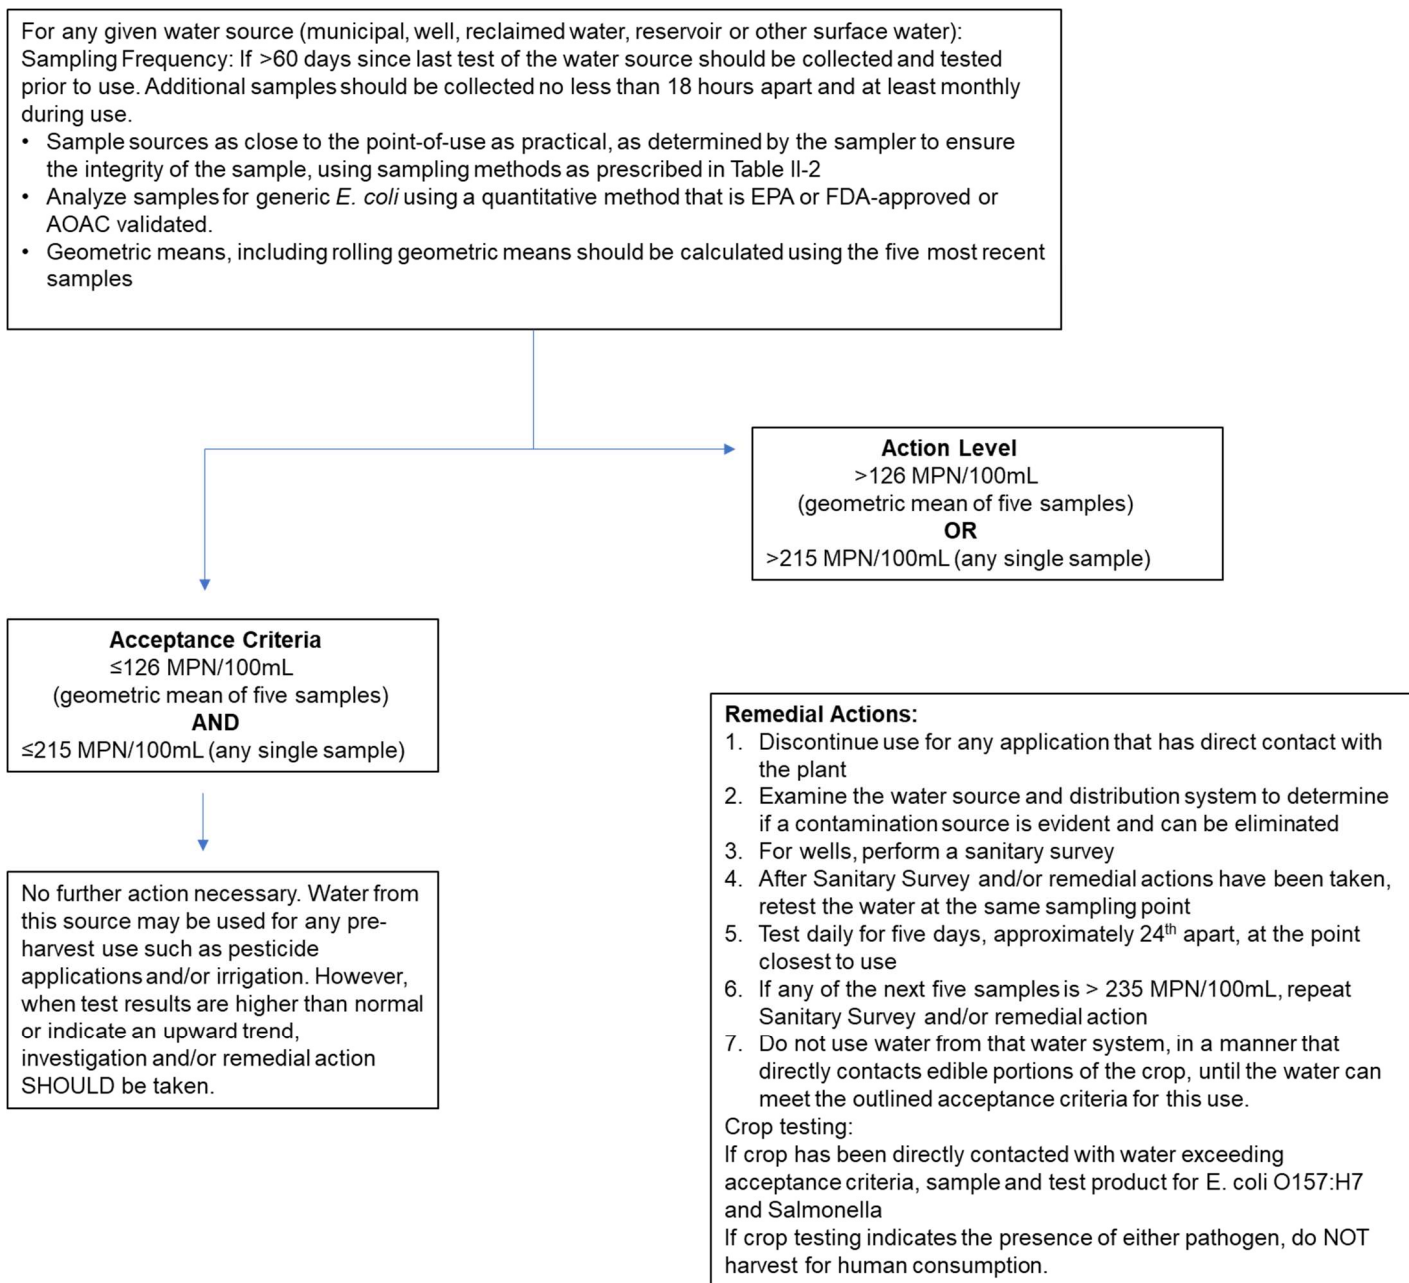 For any given water source (municipal, well, reclaimed water, reservoir or other surface water):
Sampling Frequency: If >60 days since last test of the water source should be collected and tested
prior to use. Additional samples should be collected no less than 18 hours apart and at least monthly
during use.
• Sample sources as close to the point-of-use as practical, as determined by the sampler to ensure
the integrity of the sample, using sampling methods as prescribed in Table II-2
• Analyze samples for generic E. coli using a quantitative method that is EPA or FDA-approved or
AOAC validated.
• Geometric means, including rolling geometric means should be calculated using the five most recent
samples
Action Level
>126 MPN/100mL
(geometric mean of five samples)
OR
>215 MPN/100mL (any single sample)
Acceptance Criteria
≤126 MPN/100mL
(geometric mean of five samples)
AND
≤215 MPN/100mL (any single sample)
No further action necessary. Water from
this source may be used for any pre-
harvest use such as pesticide
applications and/or irrigation. However,
when test results are higher than normal
or indicate an upward trend,
investigation and/or remedial action
SHOULD be taken.
Remedial Actions:
1. Discontinue use for any application that has direct contact with
the plant
2. Examine the water source and distribution system to determine
if a contamination source is evident and can be eliminated
3. For wells, perform a sanitary survey
4. After Sanitary Survey and/or remedial actions have been taken,
retest the water at the same sampling point
5. Test daily for five days, approximately 24th apart, at the point
closest to use
6. If any of the next five samples is > 235 MPN/100mL, repeat
Sanitary Survey and/or remedial action
7. Do not use water from that water system, in a manner that
directly contacts edible portions of the crop, until the water can
meet the outlined acceptance criteria for this use.
Crop testing:
If crop has been directly contacted with water exceeding
acceptance criteria, sample and test product for E. coli O157:H7
and Salmonella
If crop testing indicates the presence of either pathogen, do NOT
harvest for human consumption.